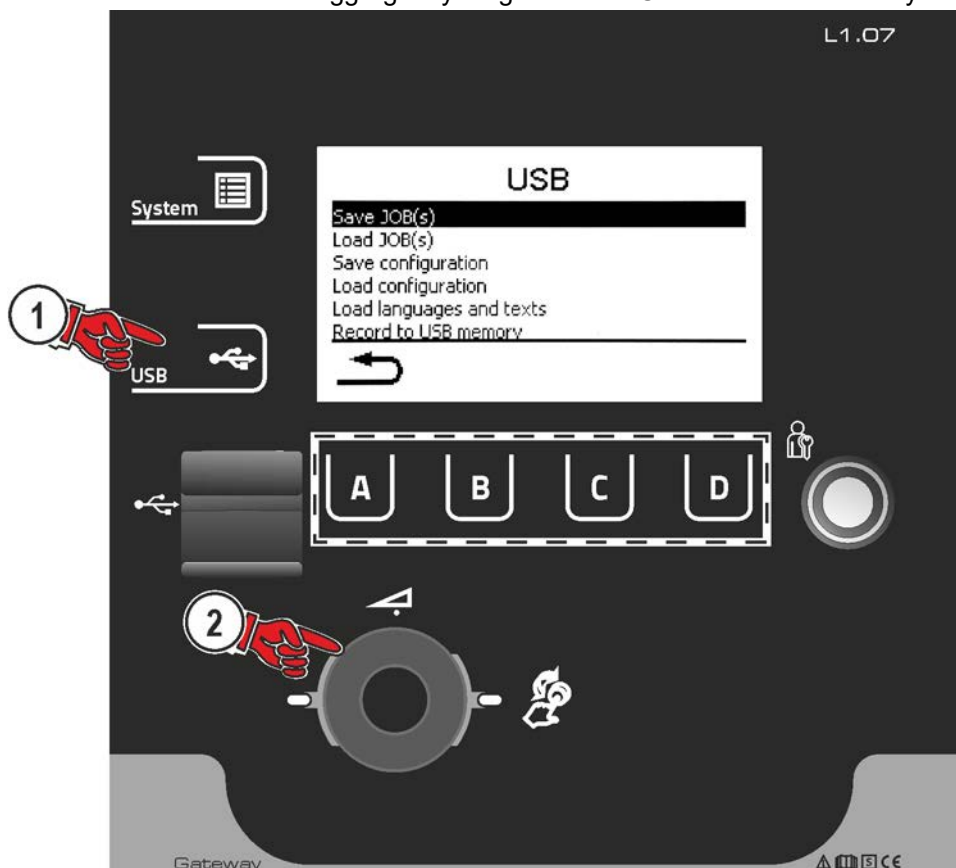 L1.07
System
USB
Save JOB(s)
Load JOB(s)
Save configuration
Load configuration
Load languages and texts
Record to USB memory
1
USB
A
B
C
D
2
Gateway
S CE